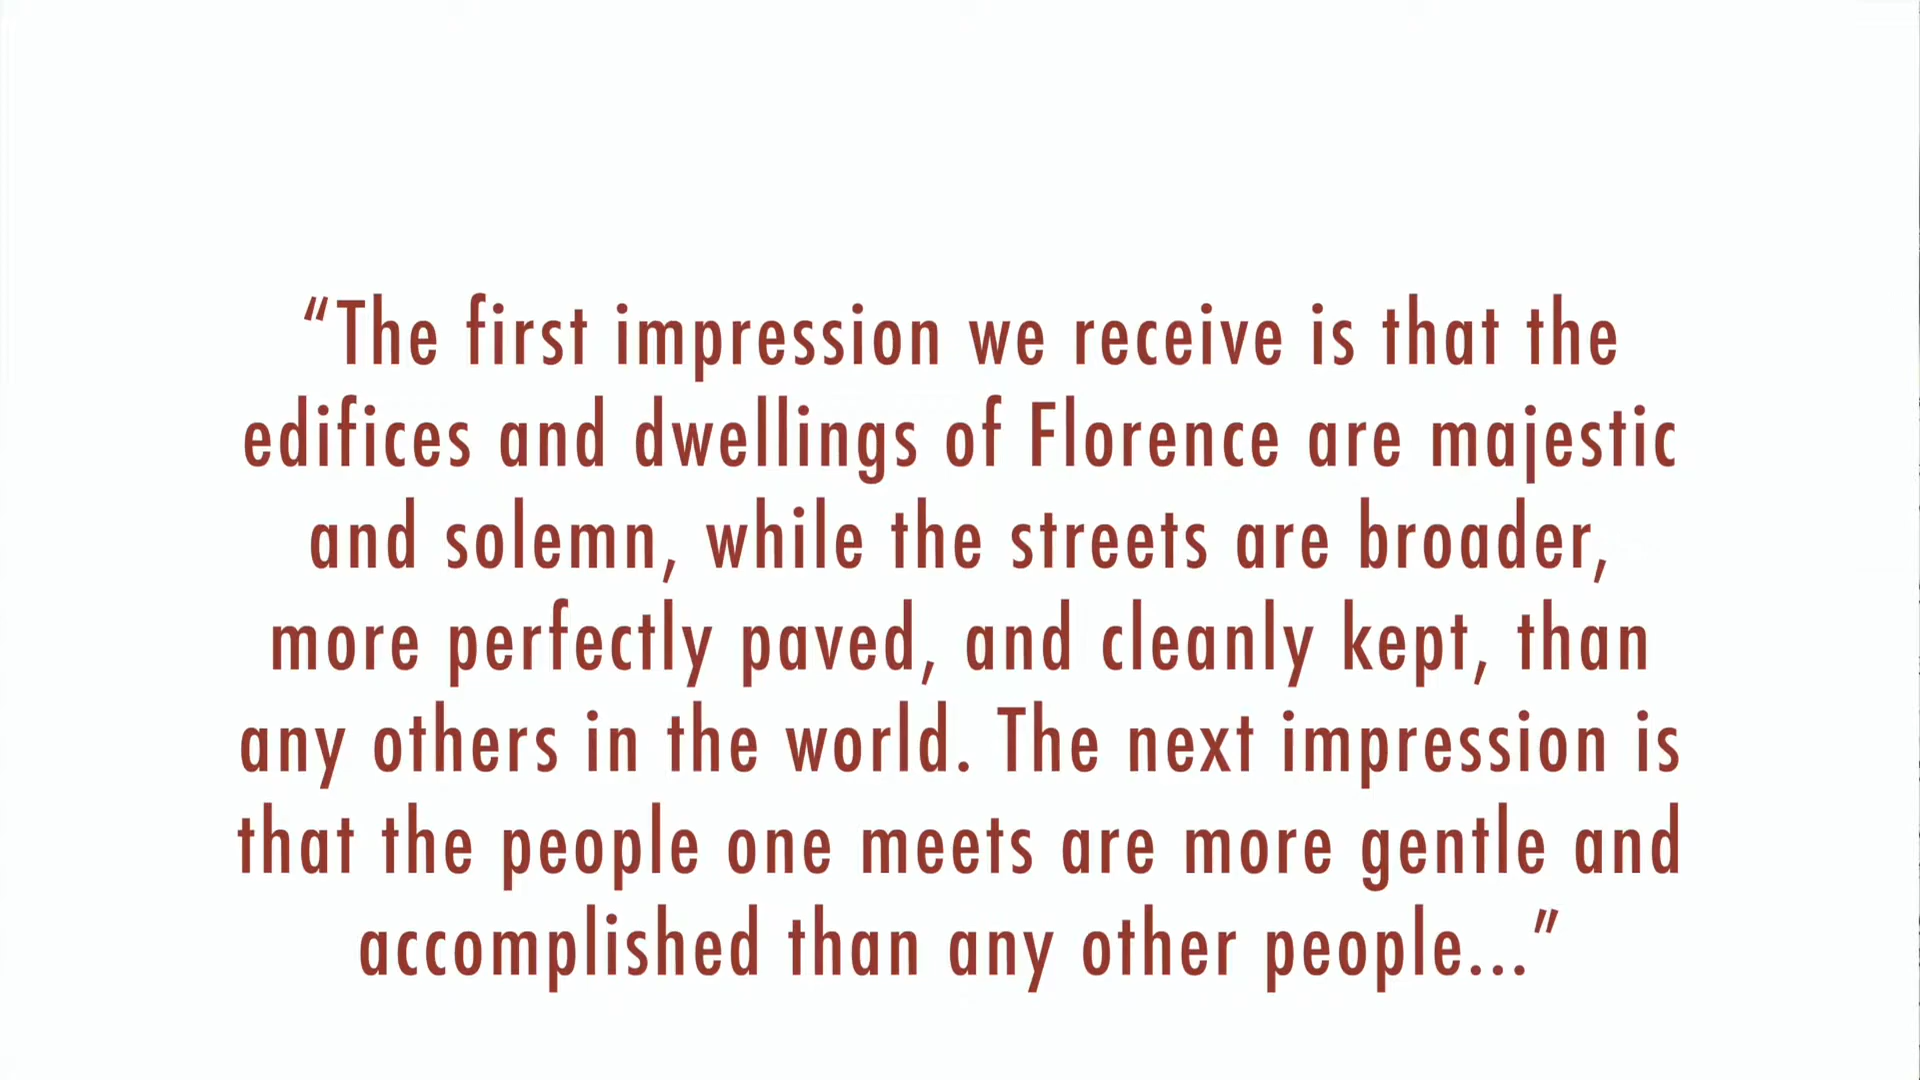 “The first impression we receive is that the
edifices and dwellings of Florence are majestic
and solemn, while the streets are broader,
more perfectly paved, and cleanly kept, than
any others in the world. The next impression is
that the people one meets are more gentle and
accomplished than any other people...”